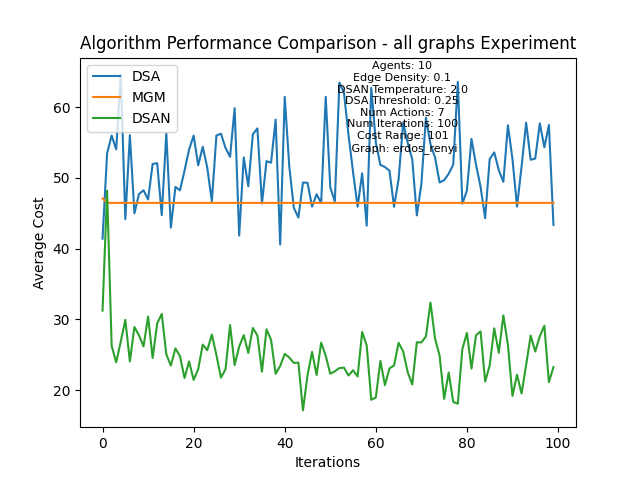 Algorithm Performance Comparison - all graphs Experiment
DSA
MGM
DSAN
Agents: 10
Edge Density: 0.1
DSAN Temperature: 2.0
DSA Threshold: 0.25
Num Actions: 7
Num Iterations: 100
Cost Range: 101
Graph: erdos_renyi
Average Cost
60
50
40
30
20
0 20 40 60 80 100
Iterations